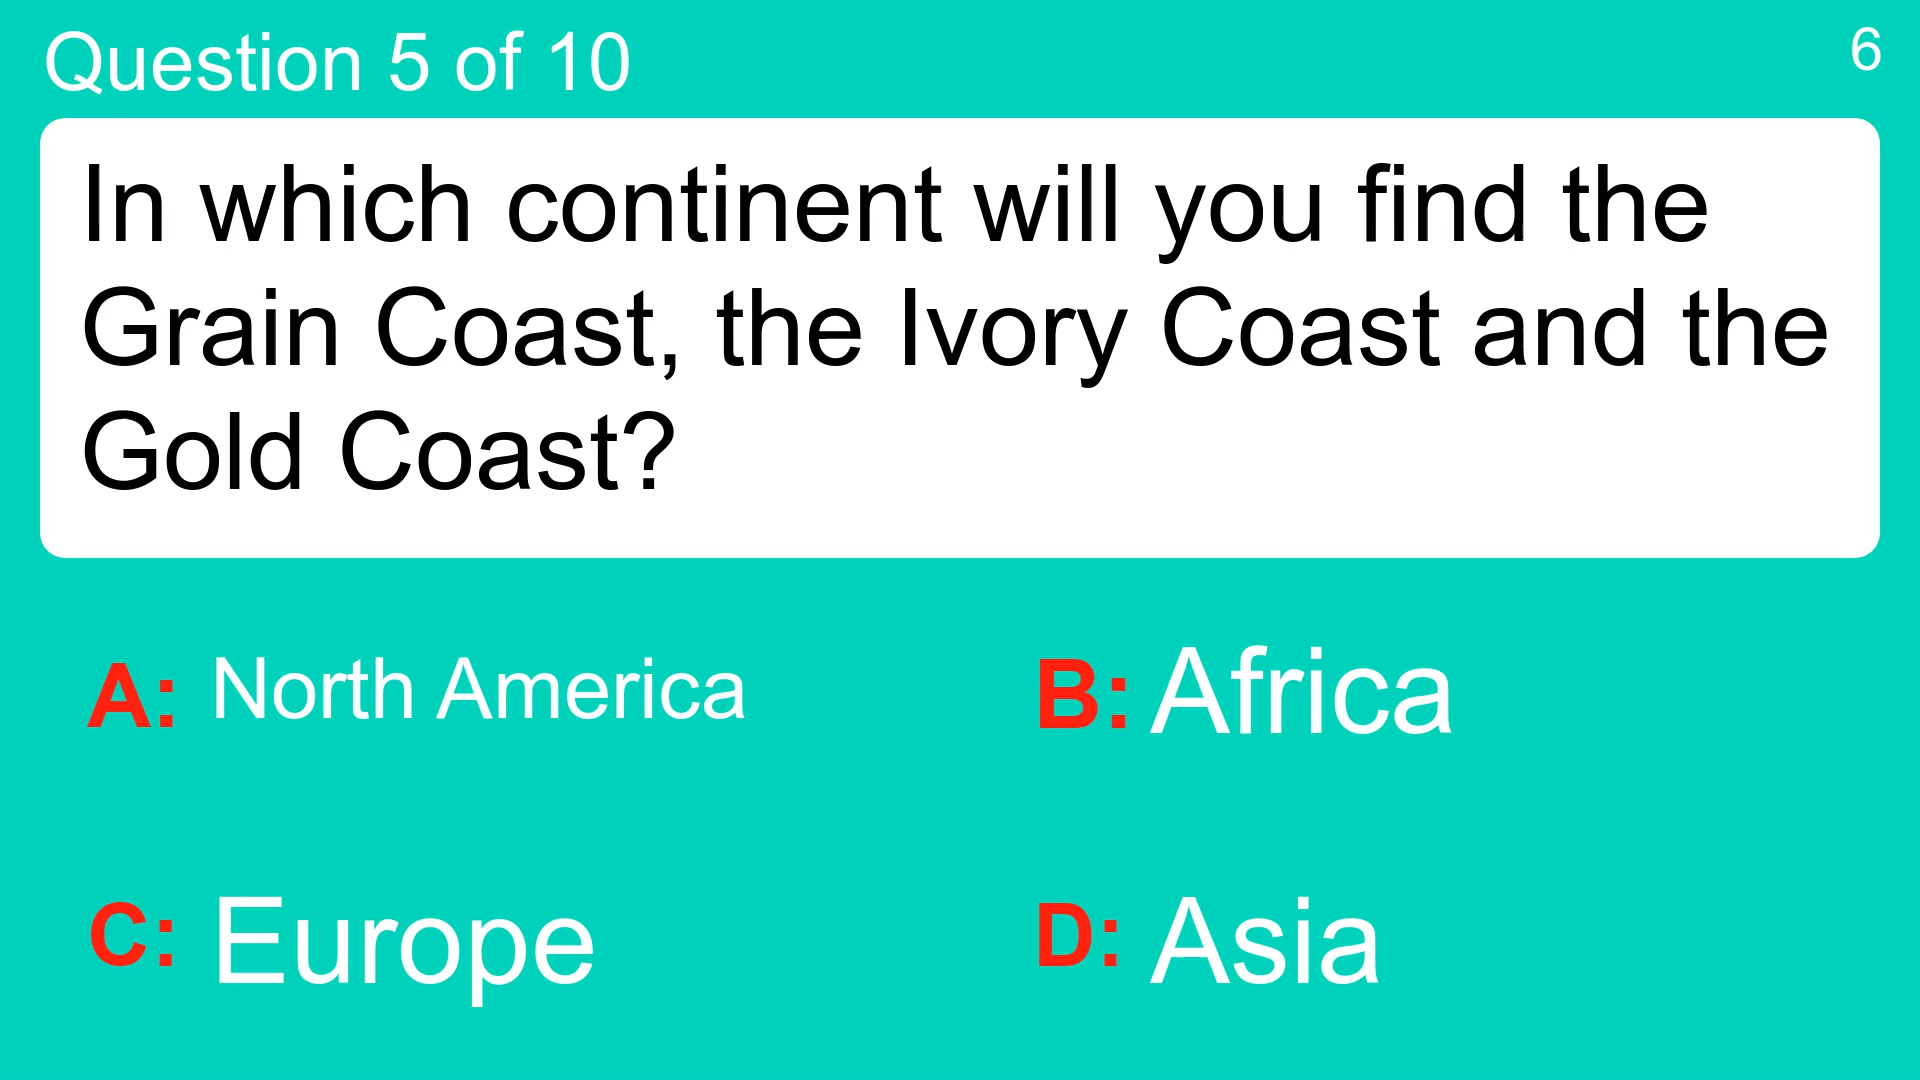 Question 5 of 10
6
In which continent will you find the
Grain Coast, the Ivory Coast and the
Gold Coast?
A: North America
B: Africa
C: Europe
D: Asia